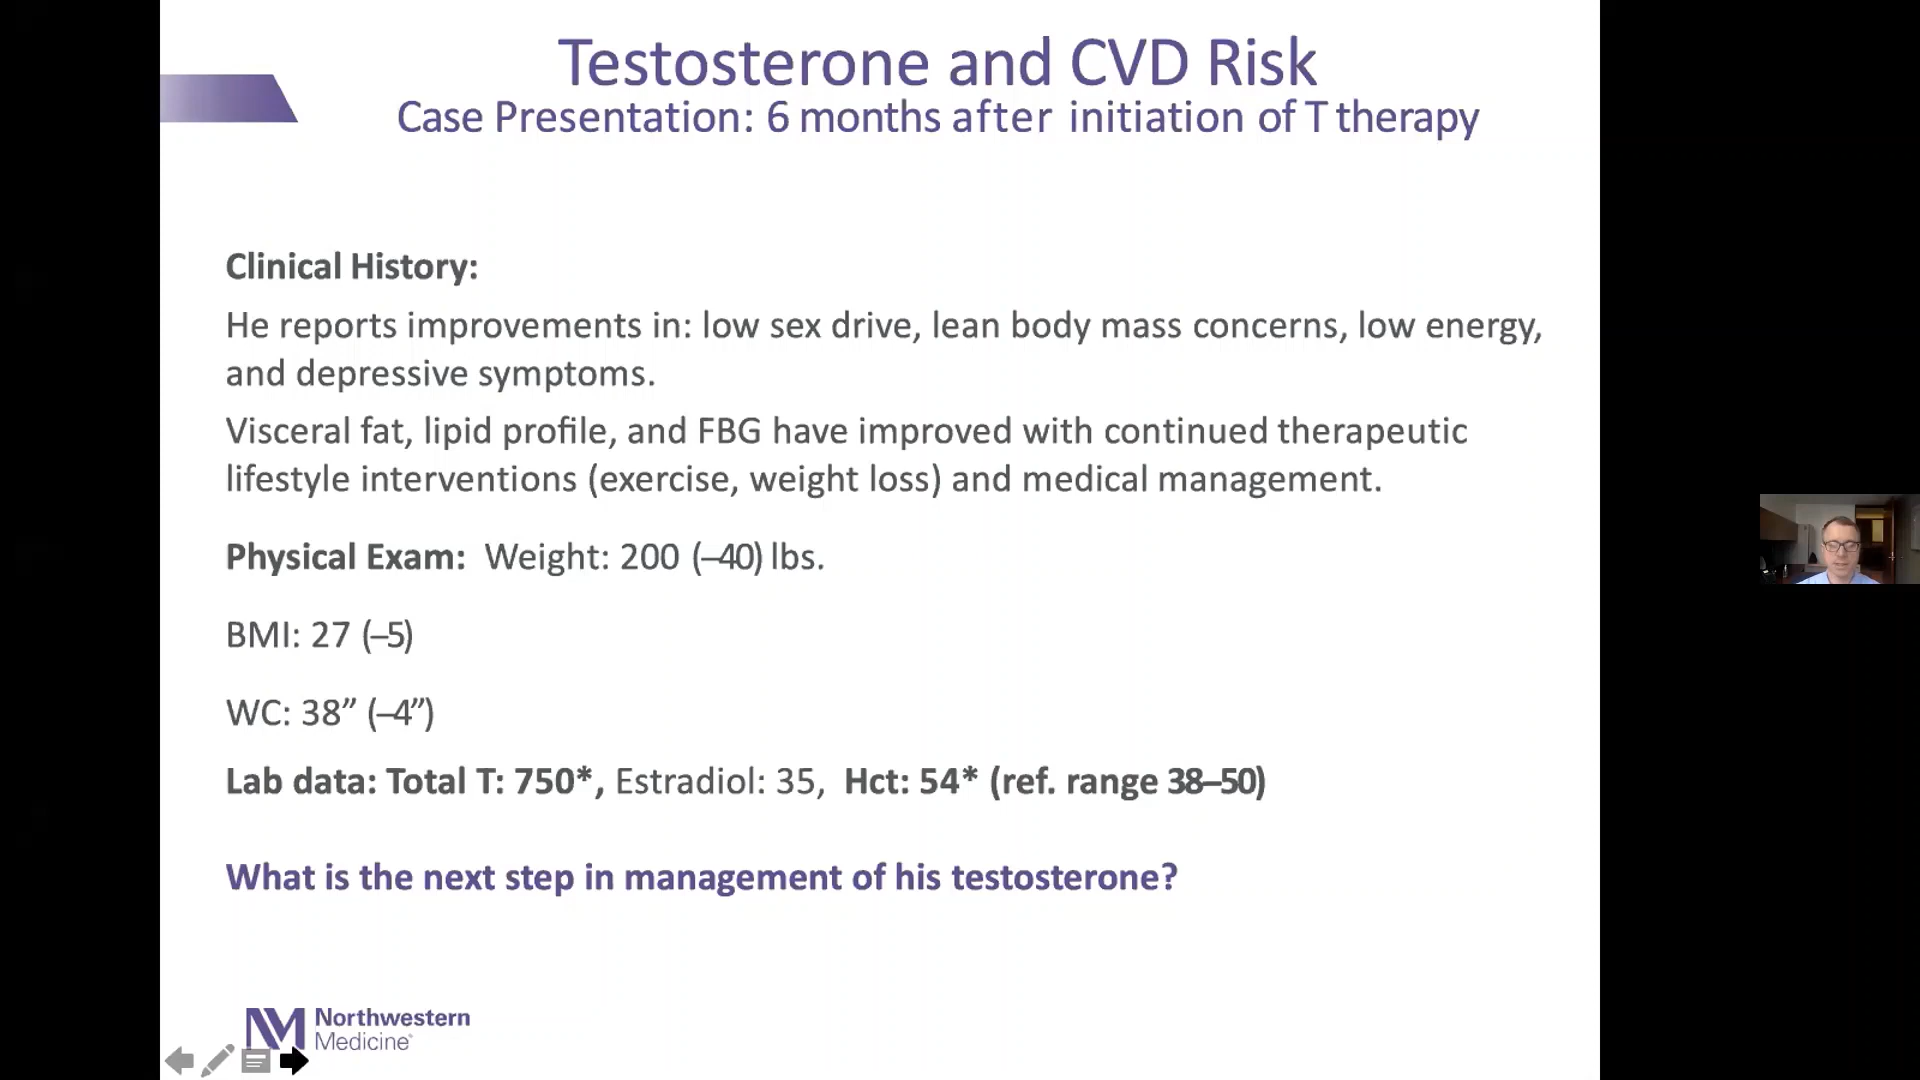 Testosterone and CVD Risk
Case Presentation: 6 months after initiation of T therapy
Clinical History:
He reports improvements in: low sex drive, lean body mass concerns, low energy,
and depressive symptoms.
Visceral fat, lipid profile, and FBG have improved with continued therapeutic
lifestyle interventions (exercise, weight loss) and medical management.
Physical Exam: Weight: 200 (–40) lbs.
BMI: 27 (–5)
WC: 38” (–4”)
Lab data: Total T: 750*, Estradiol: 35, Hct: 54* (ref. range 38–50)
What is the next step in management of his testosterone?
NM Northwestern
Medicine